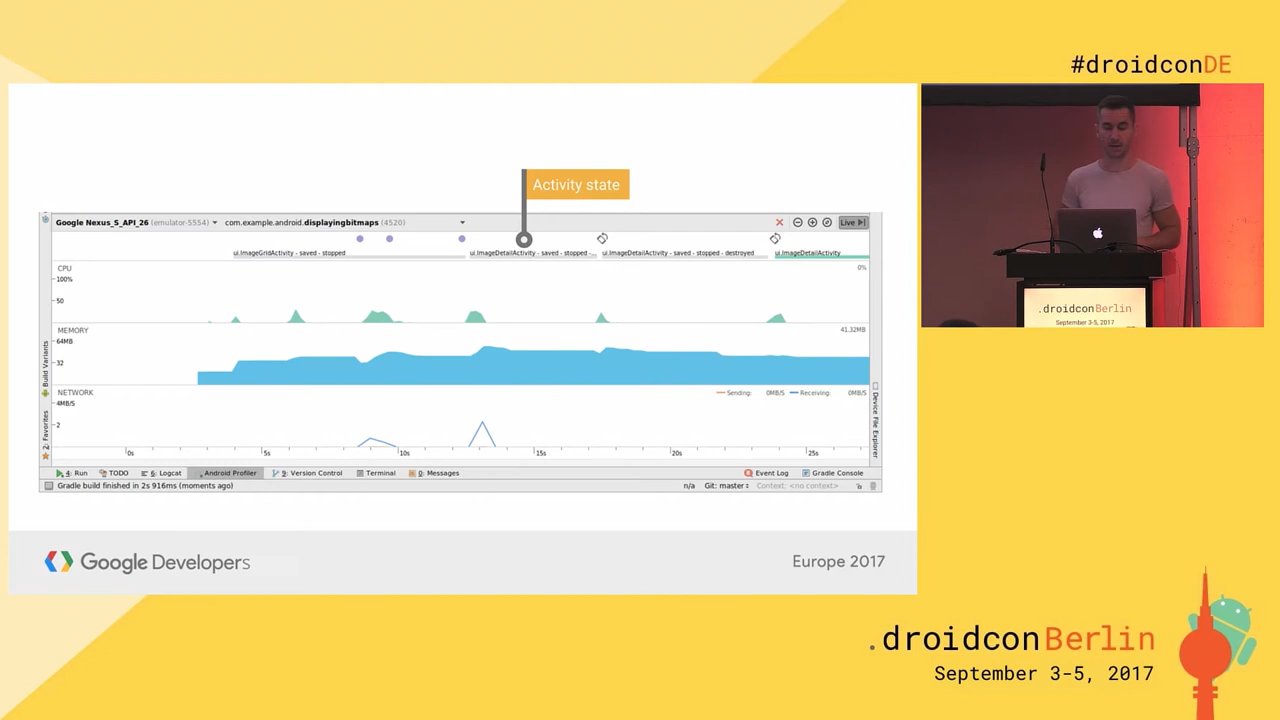 #droidconDE
Activity state
Google Nexus_S_API_26 (emulator-5554) com.example.android.displayingbitmaps (4520) Live
ui.ImageGridActivity - saved - stopped ui.ImageDetailActivity - saved - stopped -... ui.ImageDetailActivity - saved - stopped - destroyed ui.ImageDetailActivity
CPU 0%
100%
50
MEMORY 41.32MB
64MB
32
NETWORK Sending: 0MB/S Receiving: 0MB/S
4MB/S
2
0s 5s 10s 15s 20s 25s
Build Variants
2: Favorites
Device File Explorer
4: Run TODO 6: Logcat Android Profiler 9: Version Control Terminal 0: Messages Event Log Gradle Console
Gradle build finished in 2s 916ms (moments ago) n/a Git: master Context: <no context>
Google Developers Europe 2017
.droidconBerlin
September 3-5, 2017
.droidconBerlin
September 3-5, 2017